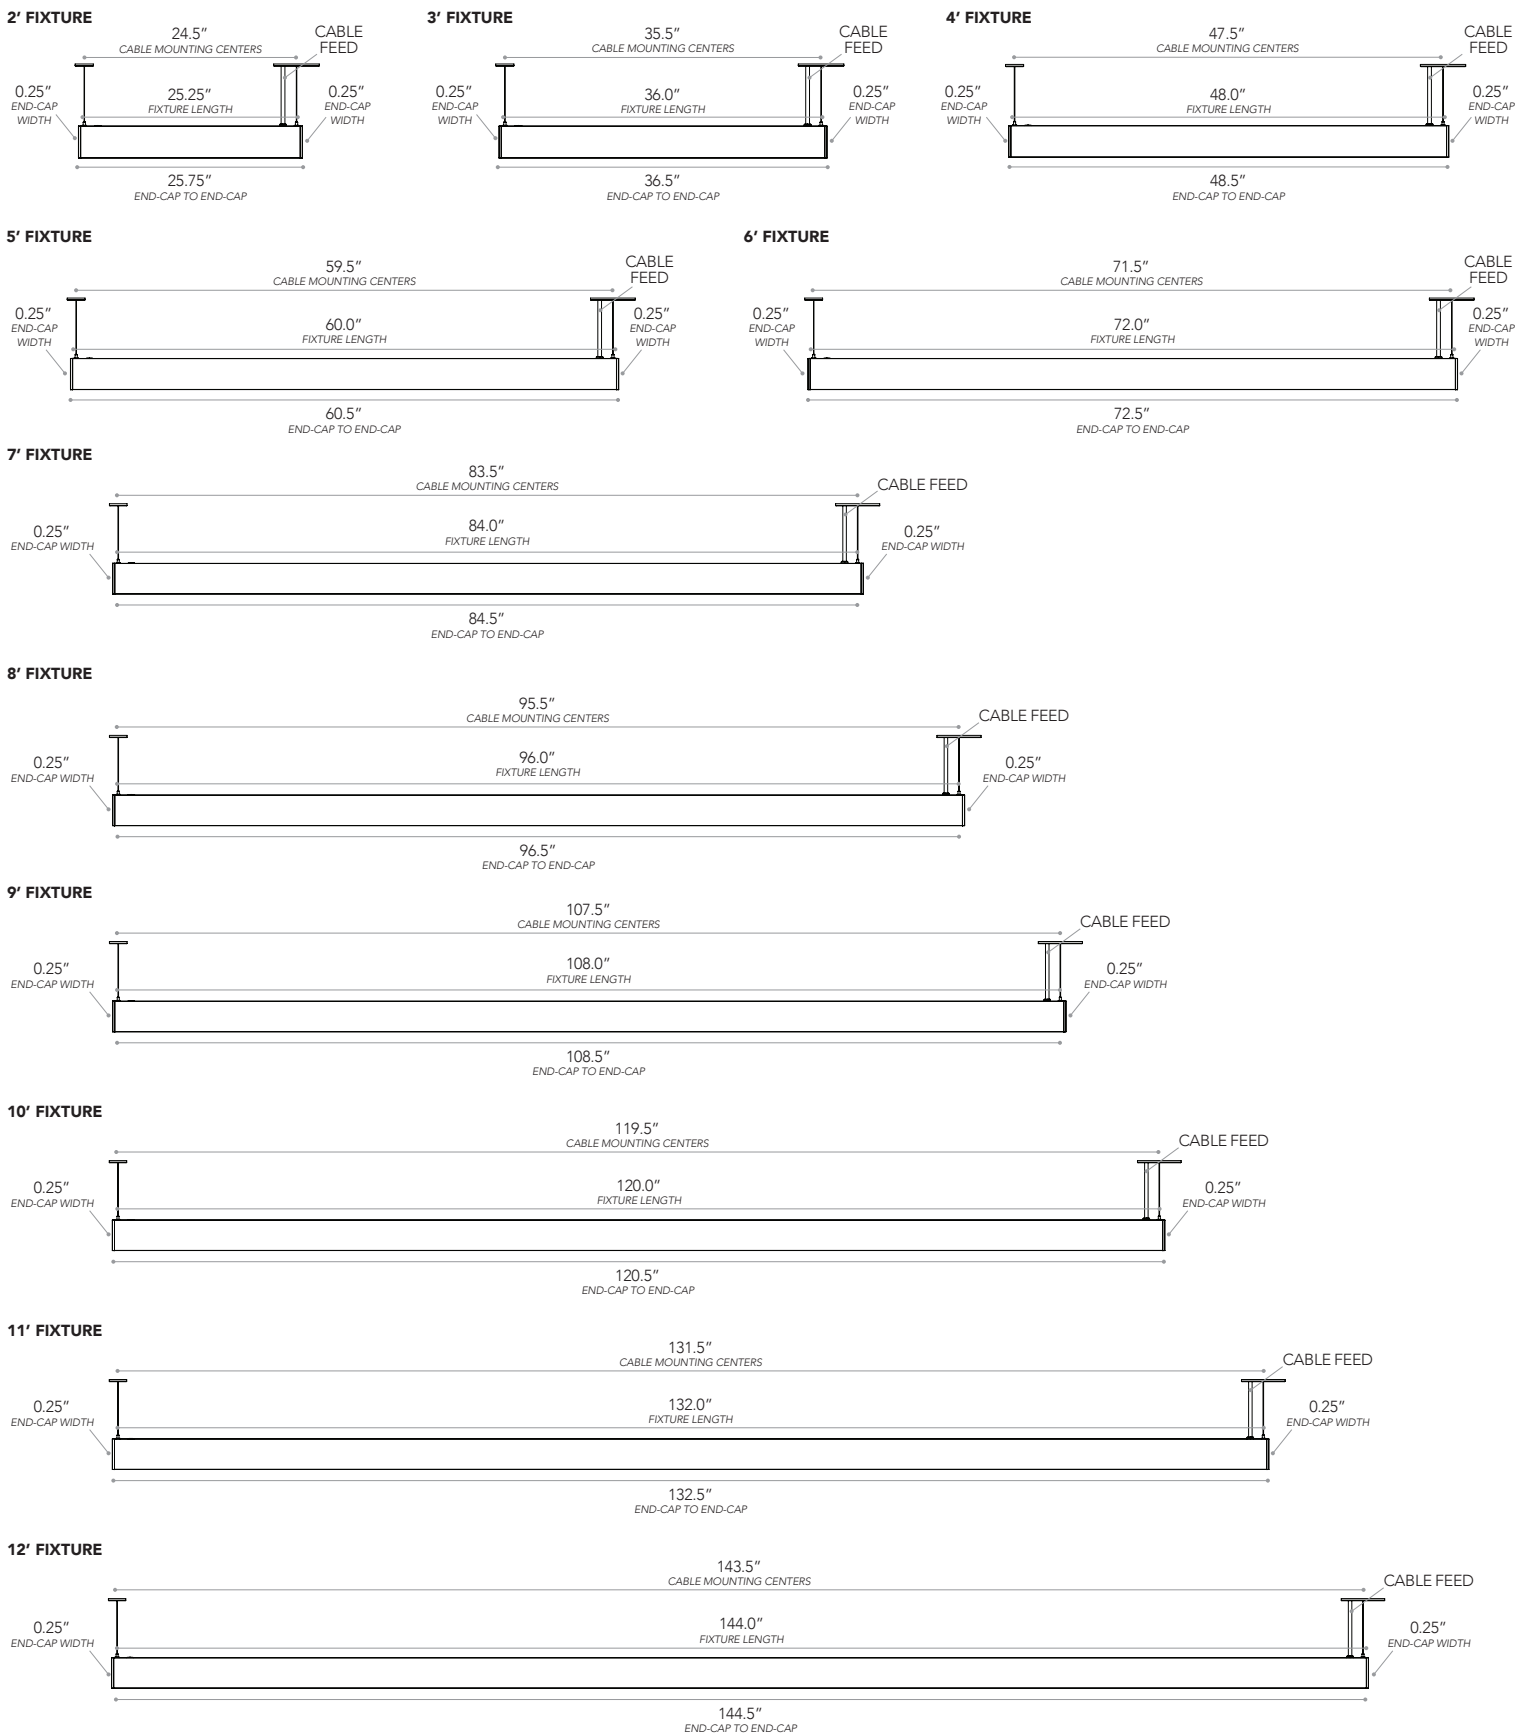 2’ FIXTURE
24.5”
CABLE MOUNTING CENTERS
CABLE
FEED
0.25”
END-CAP
WIDTH
25.25”
FIXTURE LENGTH
0.25”
END-CAP
WIDTH
25.75”
END-CAP TO END-CAP
3’ FIXTURE
35.5”
CABLE MOUNTING CENTERS
CABLE
FEED
0.25”
END-CAP
WIDTH
36.0”
FIXTURE LENGTH
0.25”
END-CAP
WIDTH
36.5”
END-CAP TO END-CAP
4’ FIXTURE
47.5”
CABLE MOUNTING CENTERS
CABLE
FEED
0.25”
END-CAP
WIDTH
48.0”
FIXTURE LENGTH
0.25”
END-CAP
WIDTH
48.5”
END-CAP TO END-CAP
5’ FIXTURE
59.5”
CABLE MOUNTING CENTERS
CABLE
FEED
0.25”
END-CAP
WIDTH
60.0”
FIXTURE LENGTH
0.25”
END-CAP
WIDTH
60.5”
END-CAP TO END-CAP
6’ FIXTURE
71.5”
CABLE MOUNTING CENTERS
CABLE
FEED
0.25”
END-CAP
WIDTH
72.0”
FIXTURE LENGTH
0.25”
END-CAP
WIDTH
72.5”
END-CAP TO END-CAP
7’ FIXTURE
83.5”
CABLE MOUNTING CENTERS
CABLE FEED
0.25”
END-CAP WIDTH
84.0”
FIXTURE LENGTH
0.25”
END-CAP WIDTH
84.5”
END-CAP TO END-CAP
8’ FIXTURE
95.5”
CABLE MOUNTING CENTERS
CABLE FEED
0.25”
END-CAP WIDTH
96.0”
FIXTURE LENGTH
0.25”
END-CAP WIDTH
96.5”
END-CAP TO END-CAP
9’ FIXTURE
107.5”
CABLE MOUNTING CENTERS
CABLE FEED
0.25”
END-CAP WIDTH
108.0”
FIXTURE LENGTH
0.25”
END-CAP WIDTH
108.5”
END-CAP TO END-CAP
10’ FIXTURE
119.5”
CABLE MOUNTING CENTERS
CABLE FEED
0.25”
END-CAP WIDTH
120.0”
FIXTURE LENGTH
0.25”
END-CAP WIDTH
120.5”
END-CAP TO END-CAP
11’ FIXTURE
131.5”
CABLE MOUNTING CENTERS
CABLE FEED
0.25”
END-CAP WIDTH
132.0”
FIXTURE LENGTH
0.25”
END-CAP WIDTH
132.5”
END-CAP TO END-CAP
12’ FIXTURE
143.5”
CABLE MOUNTING CENTERS
CABLE FEED
0.25”
END-CAP WIDTH
144.0”
FIXTURE LENGTH
0.25”
END-CAP WIDTH
144.5”
END-CAP TO END-CAP